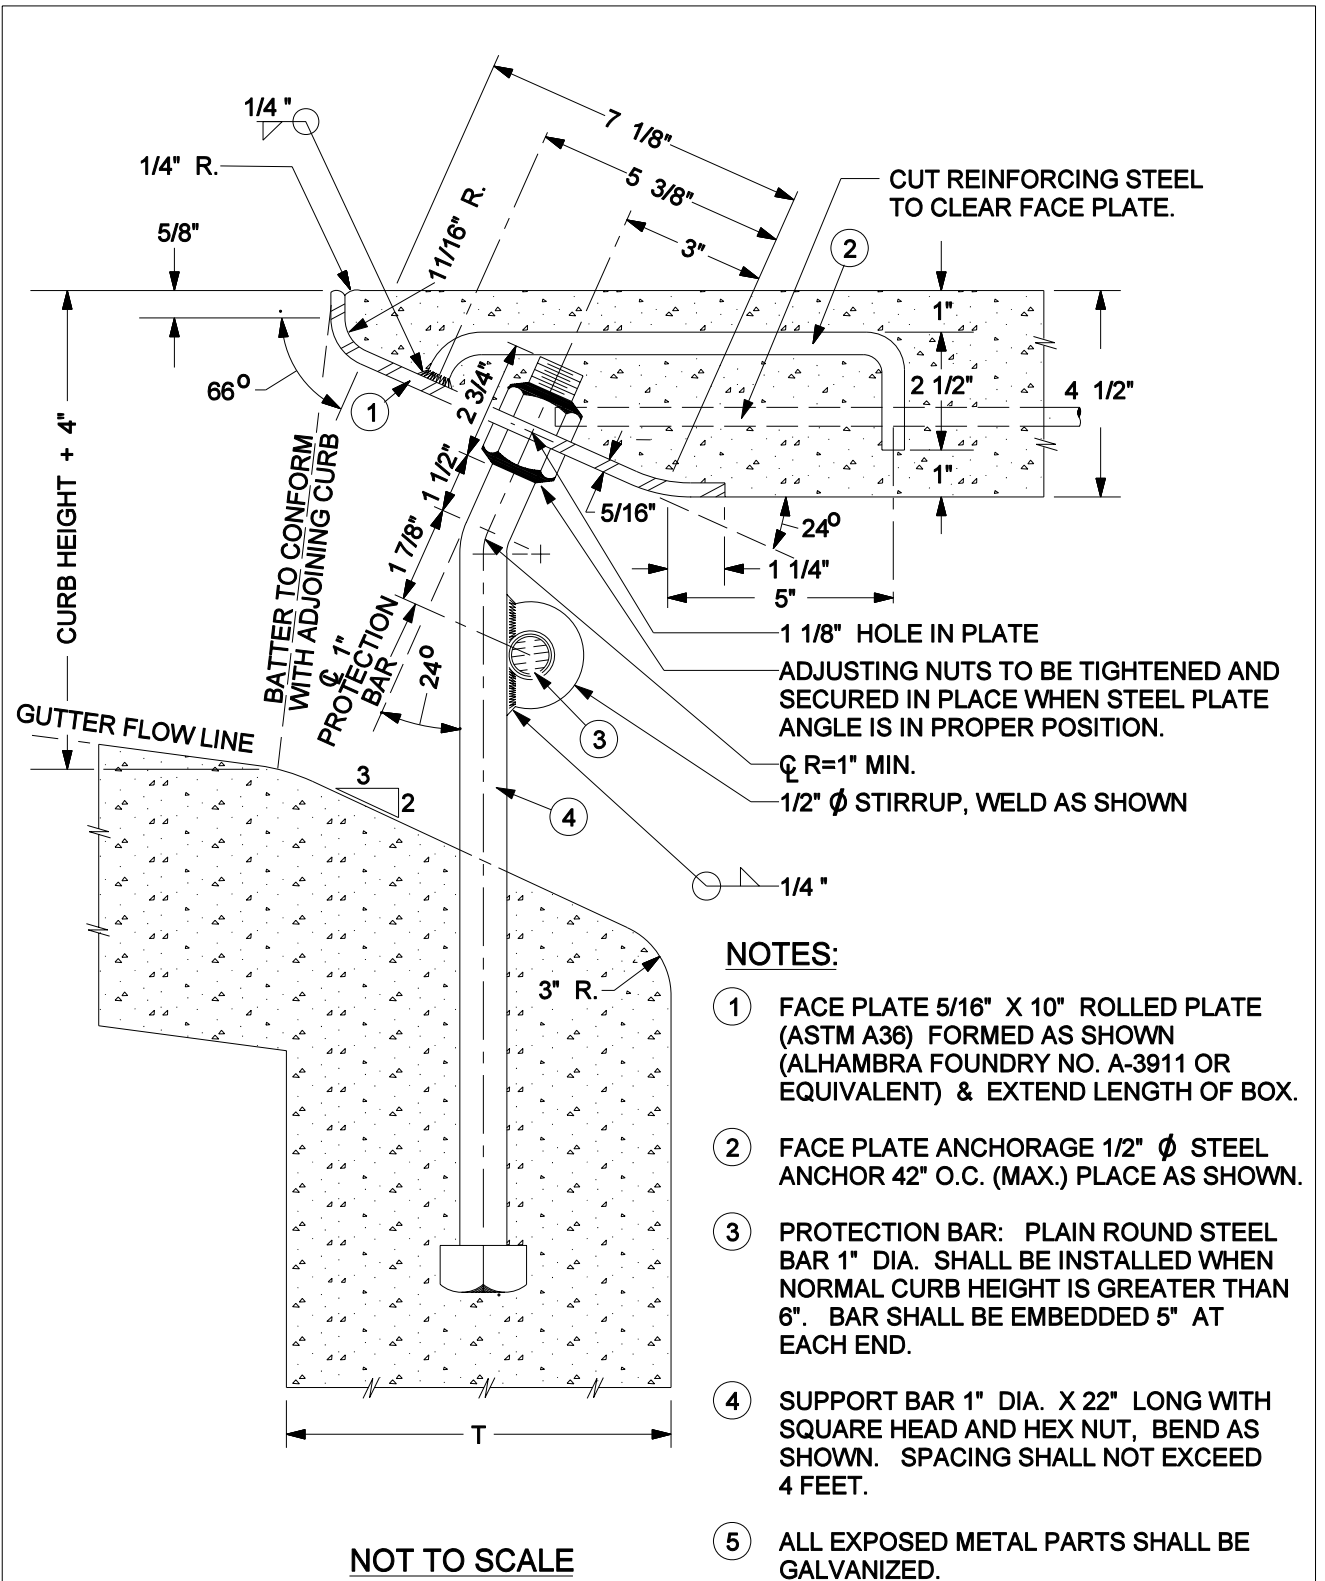 7 1/8"
1/4 "
5 3/8"
1/4" R.
CUT REINFORCING STEEL
TO CLEAR FACE PLATE.
11/16" R.
5/8"
3"
2
1"
66°
1
2 3/4"
2 1/2"
4 1/2"
CURB HEIGHT + 4"
BATTER TO CONFORM
WITH ADJOINING CURB
1 1/2"
1"
5/16"
24°
1 7/8"
1 1/4"
5"
℄ 1"
PROTECTION
BAR
24°
1 1/8" HOLE IN PLATE
ADJUSTING NUTS TO BE TIGHTENED AND
SECURED IN PLACE WHEN STEEL PLATE
ANGLE IS IN PROPER POSITION.
GUTTER FLOW LINE
3
℄ R=1" MIN.
3
2
1/2" Ø STIRRUP, WELD AS SHOWN
4
1/4 "
NOTES:
3" R.
1 FACE PLATE 5/16" X 10" ROLLED PLATE
(ASTM A36) FORMED AS SHOWN
(ALHAMBRA FOUNDRY NO. A-3911 OR
EQUIVALENT) & EXTEND LENGTH OF BOX.
2 FACE PLATE ANCHORAGE 1/2" Ø STEEL
ANCHOR 42" O.C. (MAX.) PLACE AS SHOWN.
3 PROTECTION BAR: PLAIN ROUND STEEL
BAR 1" DIA. SHALL BE INSTALLED WHEN
NORMAL CURB HEIGHT IS GREATER THAN
6". BAR SHALL BE EMBEDDED 5" AT
EACH END.
4 SUPPORT BAR 1" DIA. X 22" LONG WITH
SQUARE HEAD AND HEX NUT, BEND AS
SHOWN. SPACING SHALL NOT EXCEED
4 FEET.
T
5 ALL EXPOSED METAL PARTS SHALL BE
GALVANIZED.
NOT TO SCALE